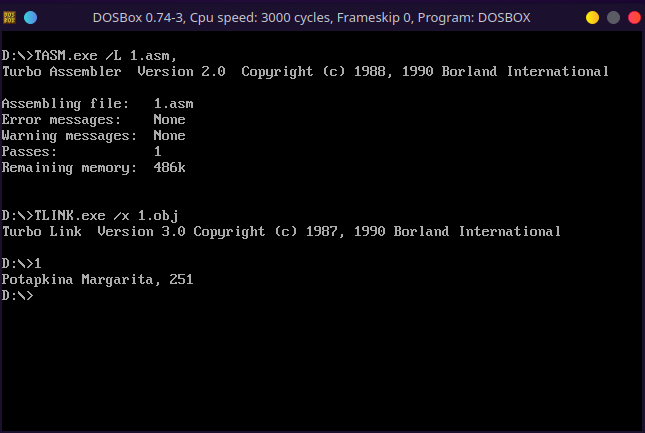 DOSBox 0.74-3, Cpu speed: 3000 cycles, Frameskip 0, Program: DOSBOX
D:\>TASM.exe /L 1.asm,
Turbo Assembler  Version 2.0  Copyright (c) 1988, 1990 Borland International
Assembling file:   1.asm
Error messages:    None
Warning messages:  None
Passes:            1
Remaining memory:  486k
D:\>TLINK.exe /x 1.obj
Turbo Link  Version 3.0 Copyright (c) 1987, 1990 Borland International
D:\>1
Potapkina Margarita, 251
D:\>